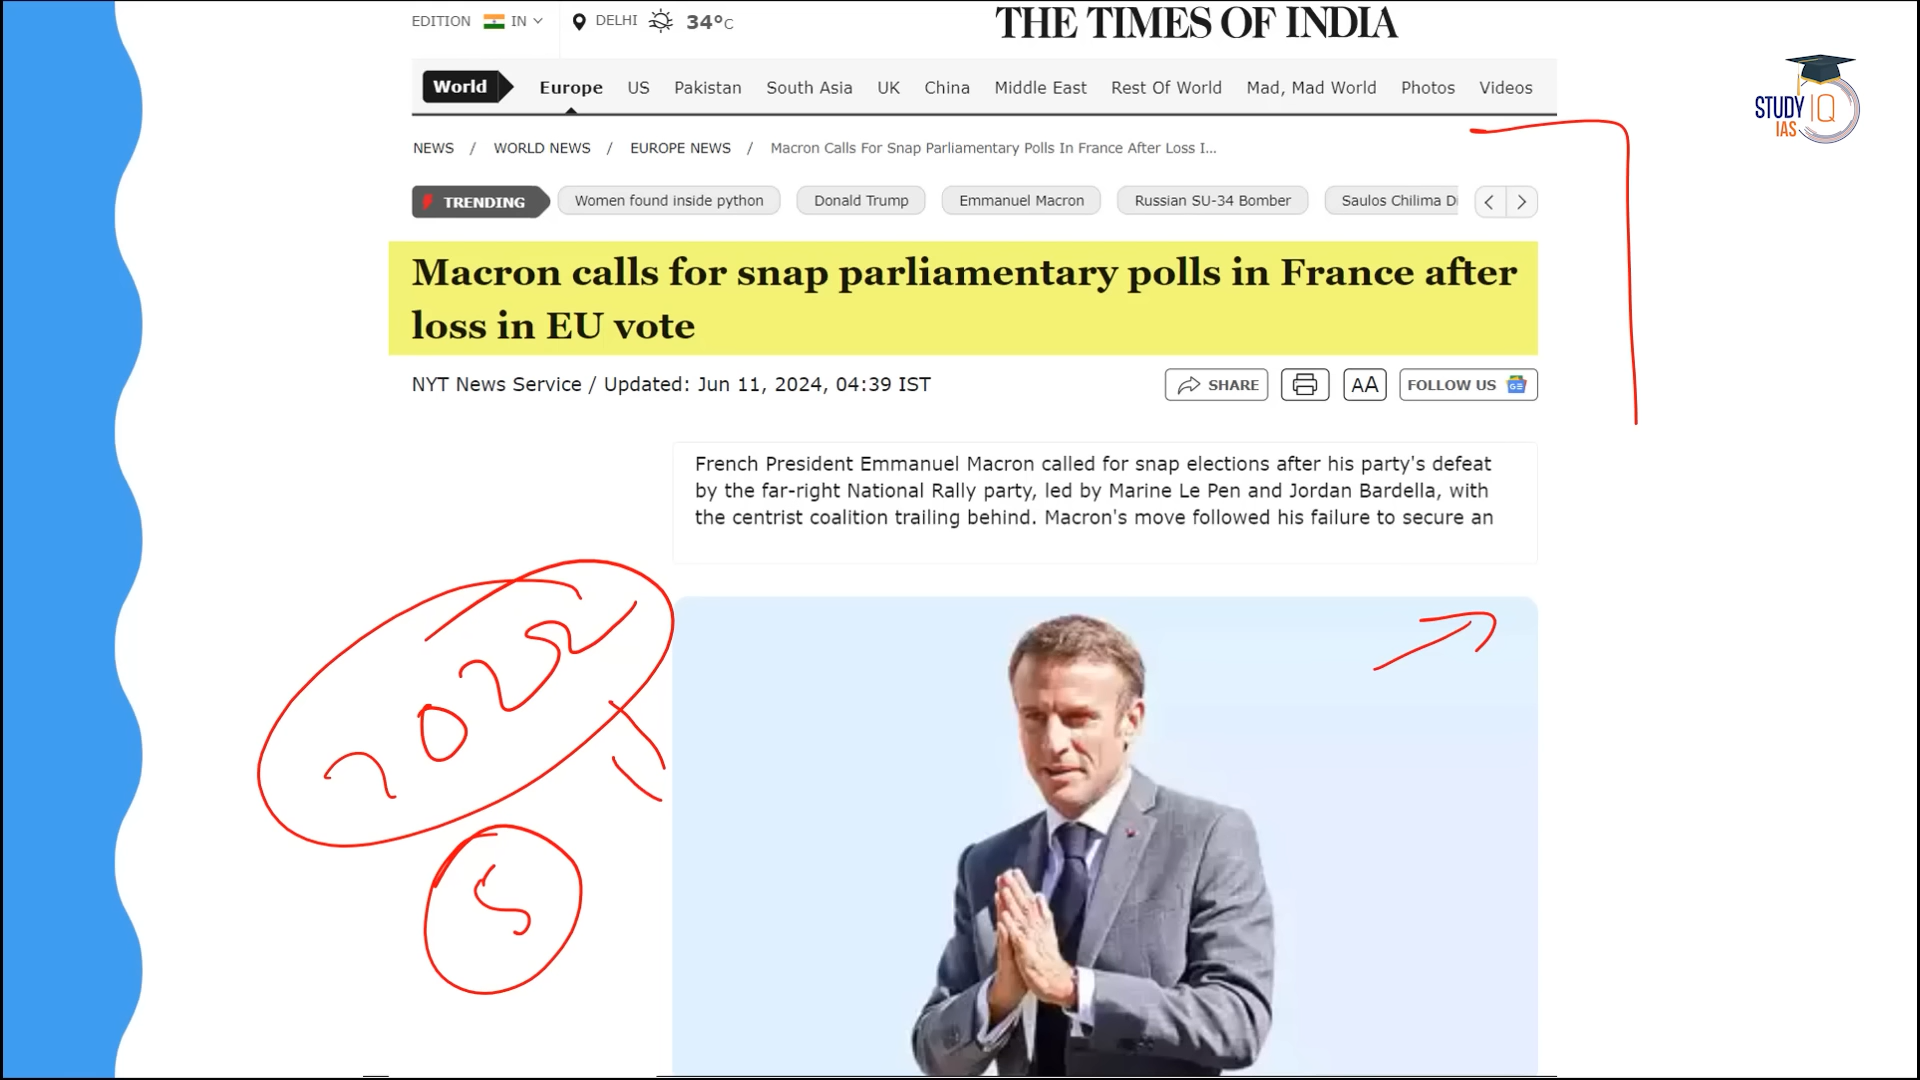 EDITION IN DELHI 34°C
THE TIMES OF INDIA
STUDY IQ
IAS
World Europe US Pakistan South Asia UK China Middle East Rest Of World Mad, Mad World Photos Videos
NEWS / WORLD NEWS / EUROPE NEWS / Macron Calls For Snap Parliamentary Polls In France After Loss I...
TRENDING Women found inside python Donald Trump Emmanuel Macron Russian SU-34 Bomber Saulos Chilima
Macron calls for snap parliamentary polls in France after
loss in EU vote
NYT News Service / Updated: Jun 11, 2024, 04:39 IST
SHARE AA FOLLOW US GE
French President Emmanuel Macron called for snap elections after his party's defeat
by the far-right National Rally party, led by Marine Le Pen and Jordan Bardella, with
the centrist coalition trailing behind. Macron's move followed his failure to secure an
2022
5